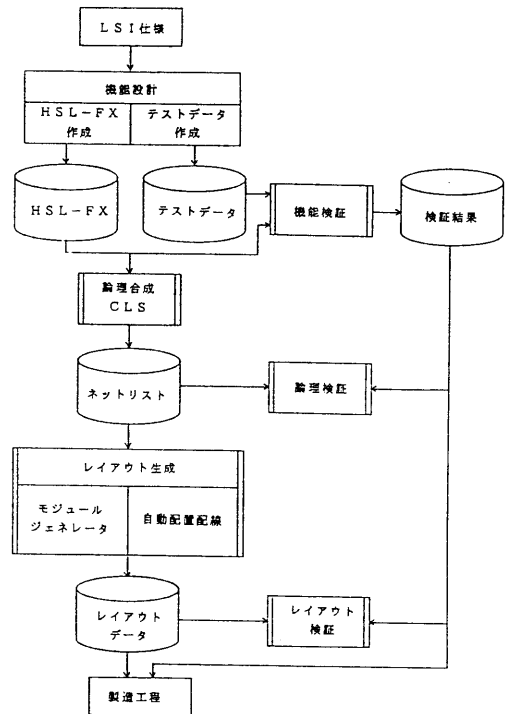 LSI仕様
機能設計
HSL-FX
作成
テストデータ
作成
HSL-FX
テストデータ
機能検証
検証結果
論理合成
CLS
ネットリスト
論理検証
レイアウト生成
モジュール
ジェネレータ
自動配置配線
レイアウト
データ
レイアウト
検証
製造工程